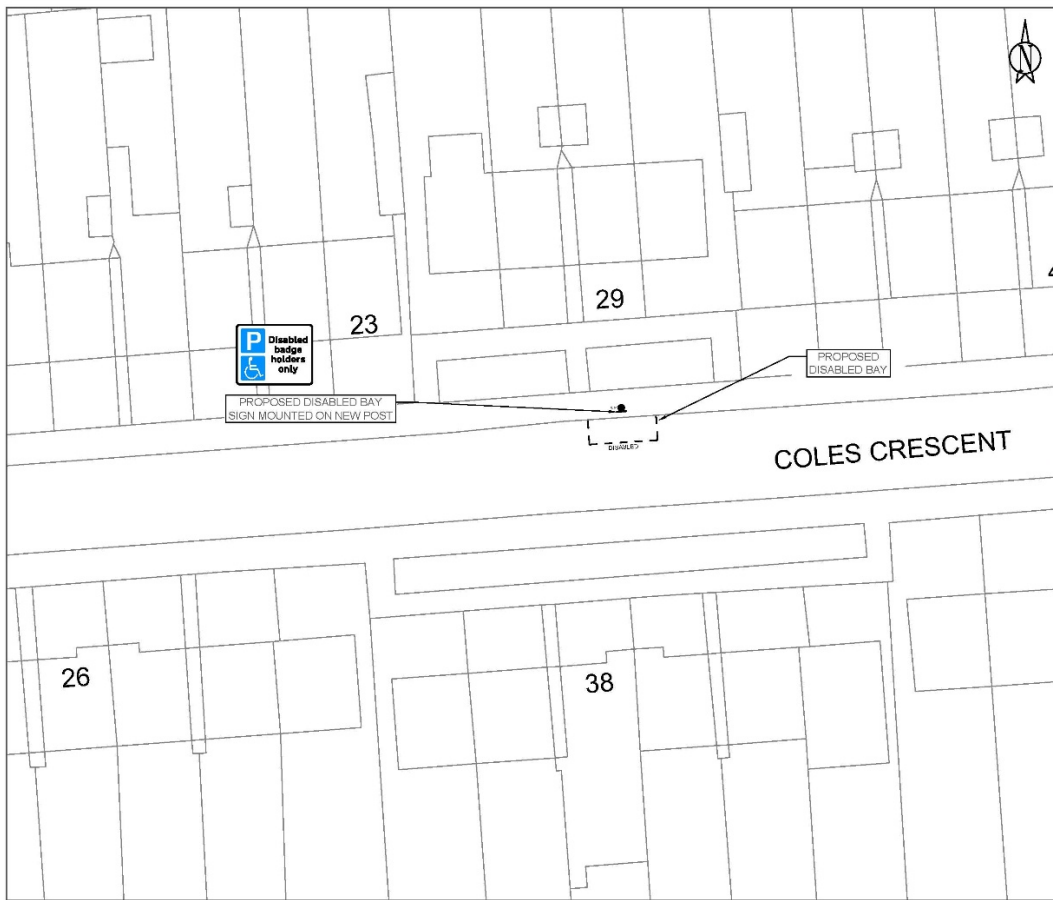 N
29
23
P Disabled
badge
holders
only
PROPOSED
DISABLED BAY
PROPOSED DISABLED BAY
SIGN MOUNTED ON NEW POST
DISABLED
COLES CRESCENT
26
38